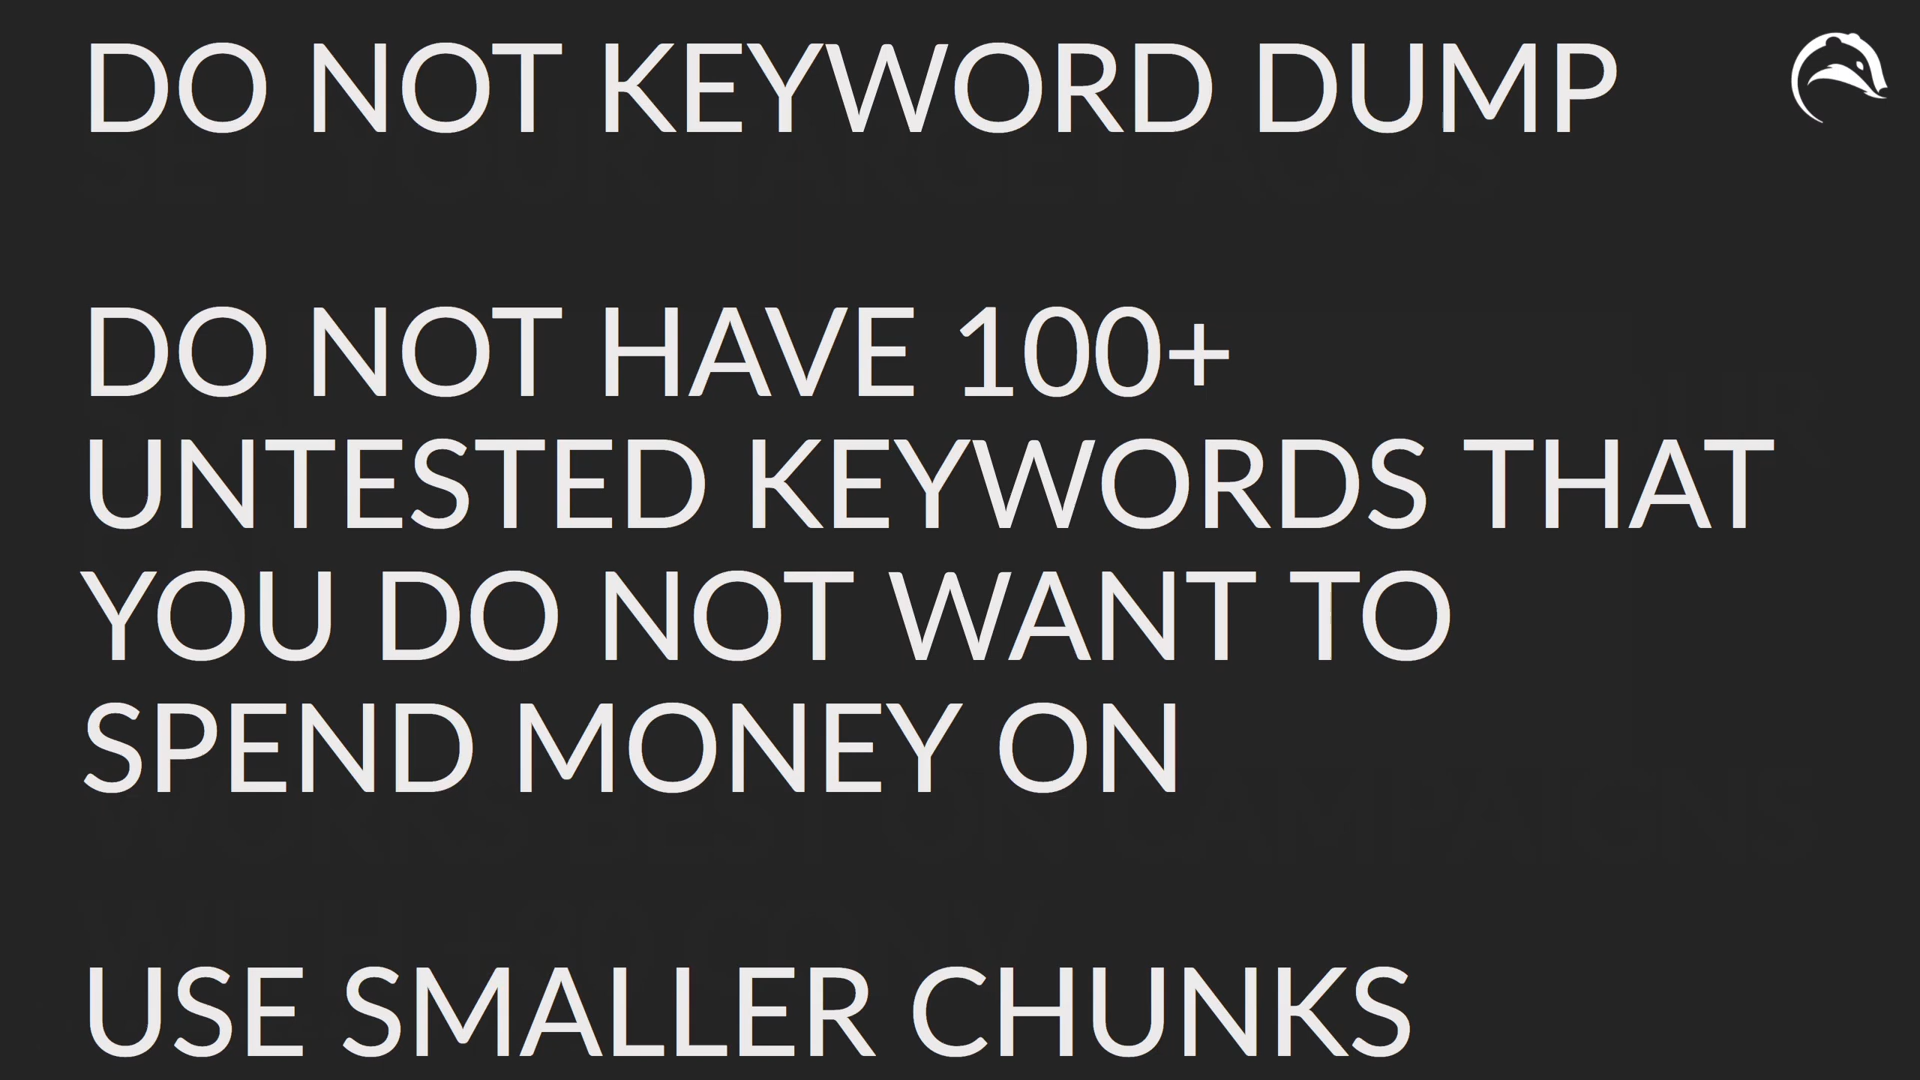 DO NOT KEYWORD DUMP
DO NOT HAVE 100+
UNTESTED KEYWORDS THAT
YOU DO NOT WANT TO
SPEND MONEY ON
USE SMALLER CHUNKS